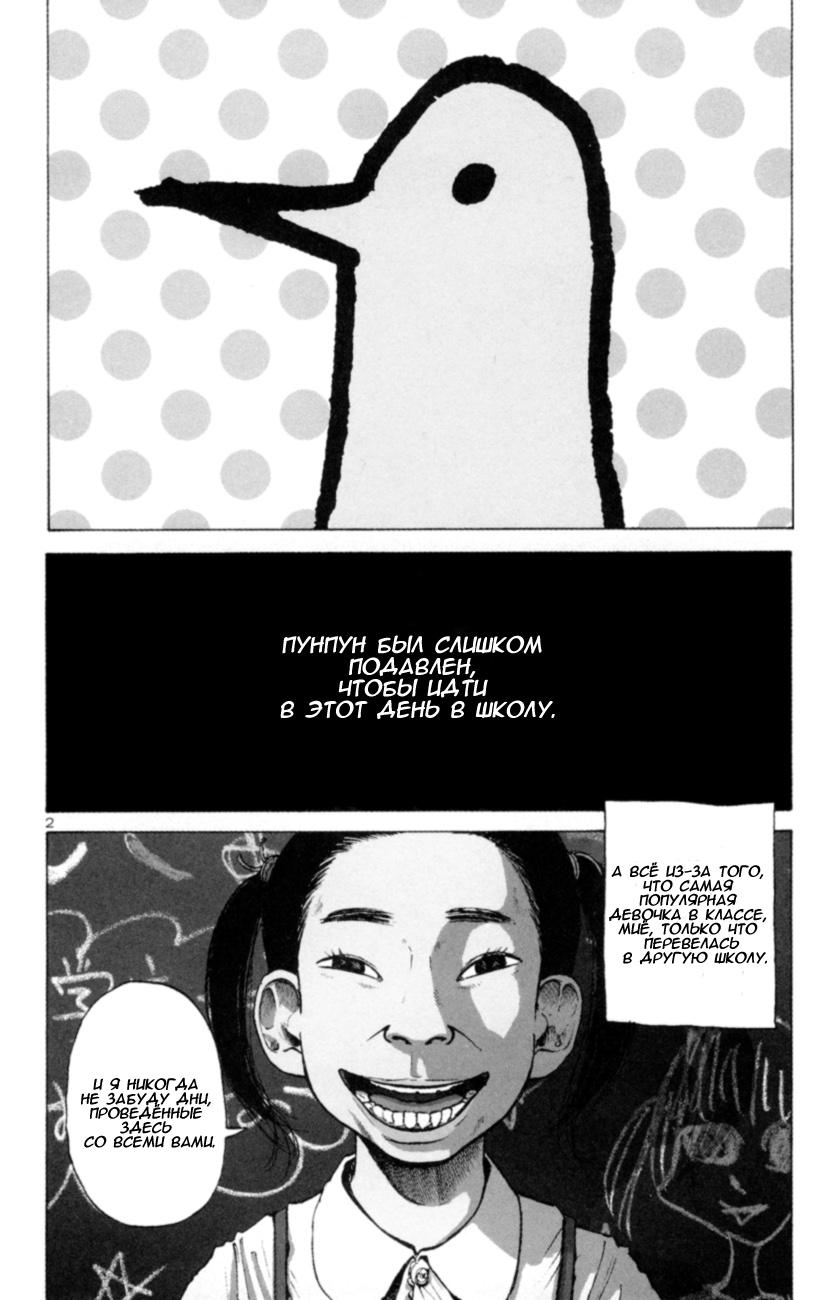 ПУНПУН БЫЛ СЛИШКОМ
ПОДАВЛЕН,
ЧТОБЫ ИДТИ
В ЭТОТ ДЕНЬ В ШКОЛУ.
2
А ВСЁ ИЗ-ЗА ТОГО,
ЧТО САМАЯ
ПОПУЛЯРНАЯ
ДЕВОЧКА В КЛАССЕ,
МИЁ, ТОЛЬКО ЧТО
ПЕРЕВЕЛАСЬ
В ДРУГУЮ ШКОЛУ.
И Я НИКОГДА
НЕ ЗАБУДУ ДНИ,
ПРОВЕДЁННЫЕ
ЗДЕСЬ
СО ВСЕМИ ВАМИ.